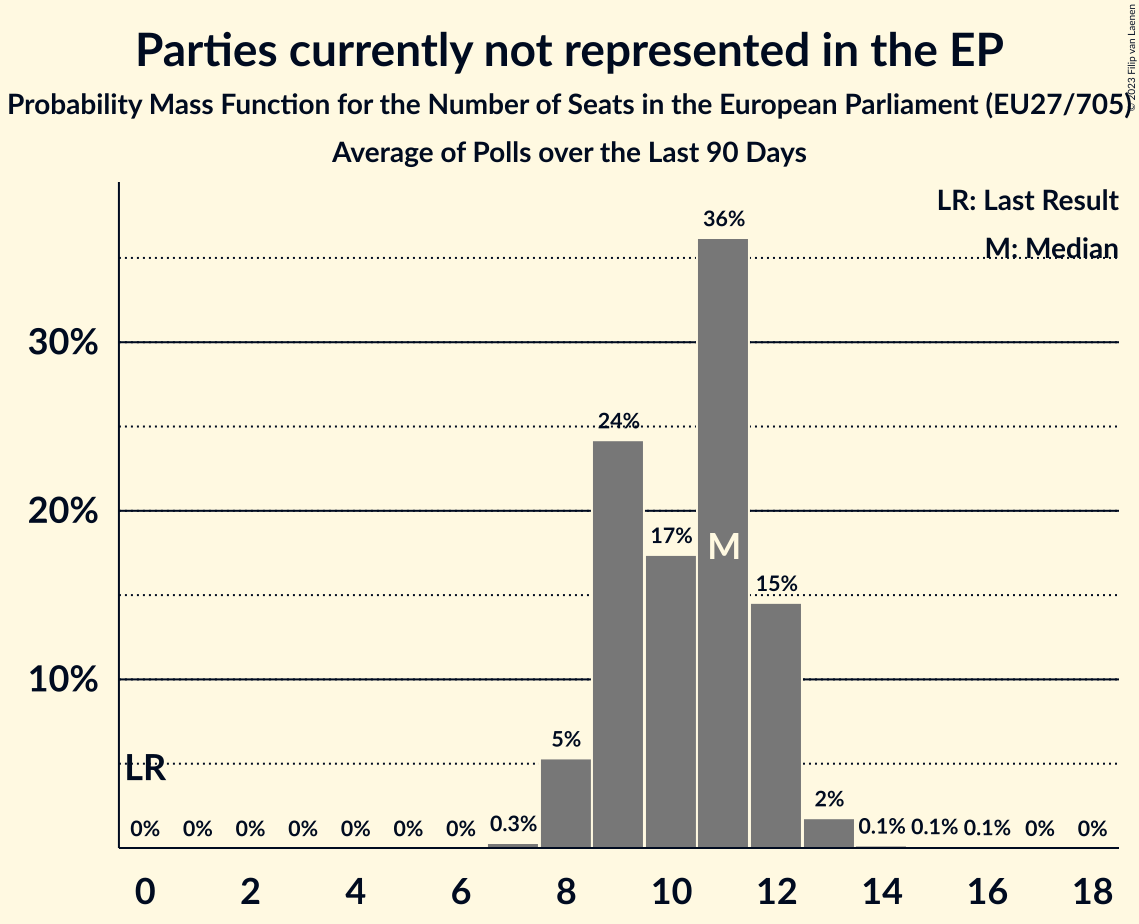 Parties currently not represented in the EP
Probability Mass Function for the Number of Seats in the European Parliament (EU27/705)
Average of Polls over the Last 90 Days
© 2023 Filip van Laenen
LR: Last Result
M: Median
36%
30%
24%
20%
17%
M
15%
10%
LR
5%
2%
0% 0% 0% 0% 0% 0% 0% 0.3% 0.1% 0.1% 0.1% 0% 0%
0 2 4 6 8 10 12 14 16 18